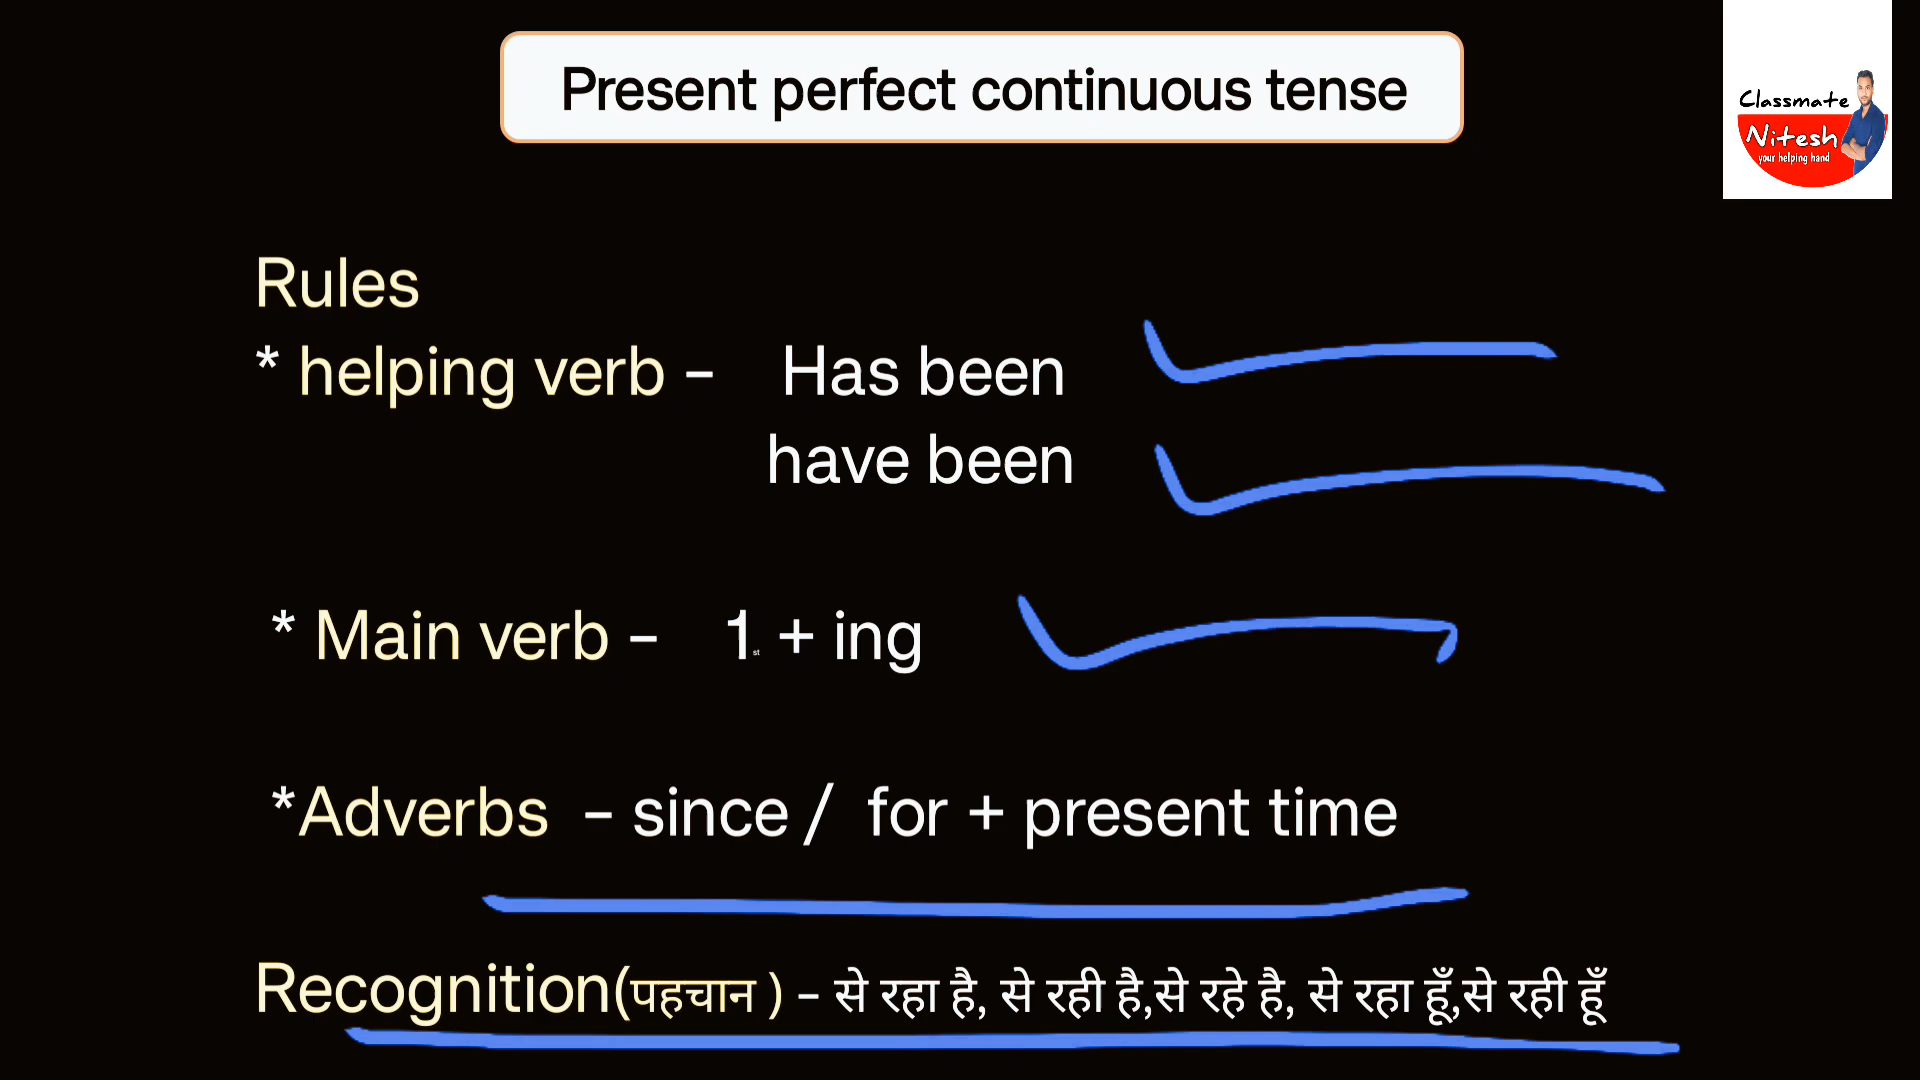 Present perfect continuous tense
Classmate
Nitesh
your helping hand
Rules
* helping verb - Has been
have been
* Main verb - 1st + ing
*Adverbs - since / for + present time
Recognition(पहचान ) - से रहा है, से रही है,से रहे है, से रहा हूँ,से रही हूँ